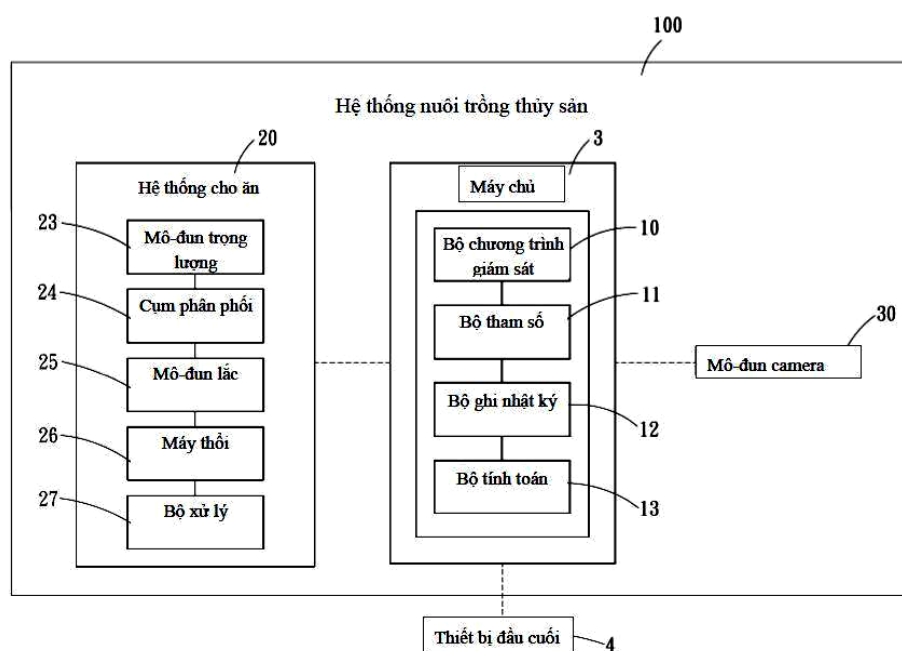 100
Hệ thống nuôi trồng thủy sản
20
Hệ thống cho ăn
23
Mô-đun trọng
lượng
24
Cụm phân phối
25
Mô-đun lắc
26
Máy thổi
27
Bộ xử lý
3
Máy chủ
10
Bộ chương trình
giám sát
11
Bộ tham số
Bộ ghi nhật ký
12
Bộ tính toán
13
30
Mô-đun camera
Thiết bị đầu cuối
4